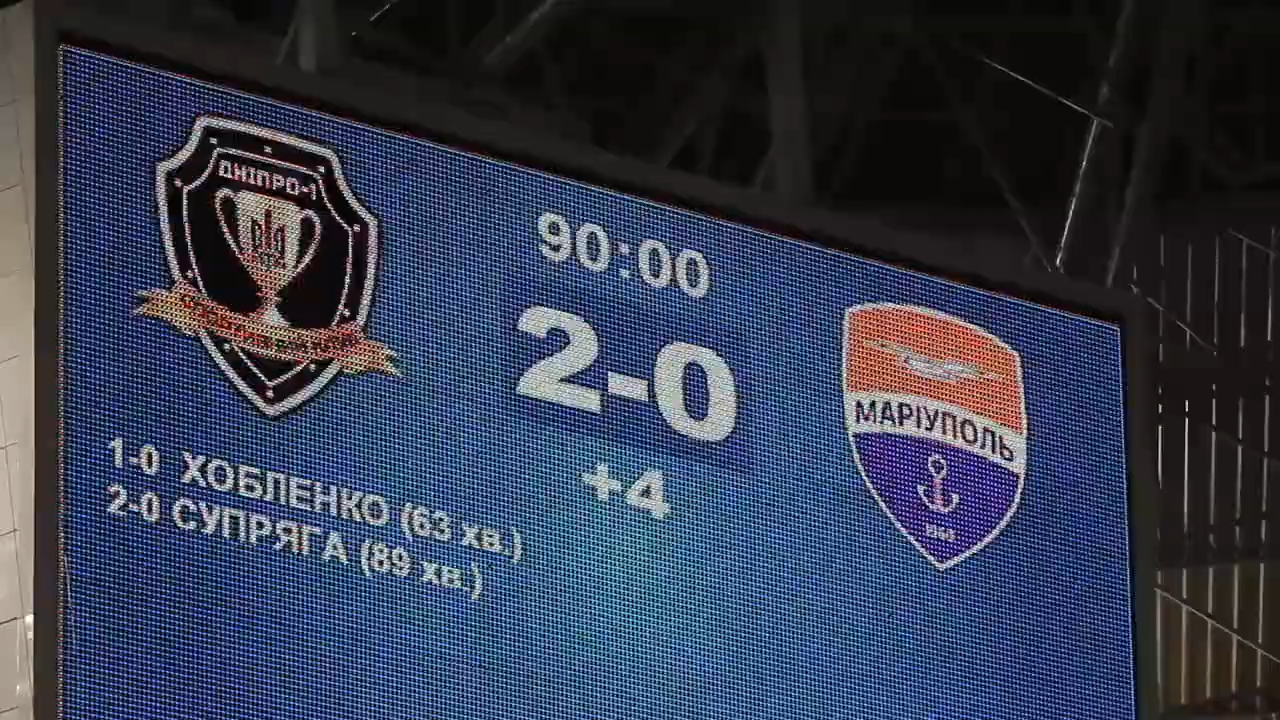 ДНІПРО-1
90:00
2-0
+4
МАРІУПОЛЬ
1-0 ХОБЛЕНКО (63 хв.)
2-0 СУПРЯГА (89 хв.)